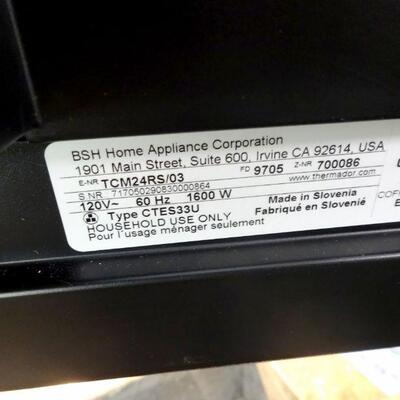 BSH Home Appliance Corporation
1901 Main Street, Suite 600, Irvine CA 92614, USA
E-NR TCM24RS/03 FD 9705 Z-NR 700086
S NR 717050290830000864 www.thermador.com
120V~ 60 Hz 1600 W
Type CTES33U Made in Slovenia
HOUSEHOLD USE ONLY Fabriqué en Slovenié
Pour l'usage ménager seulement